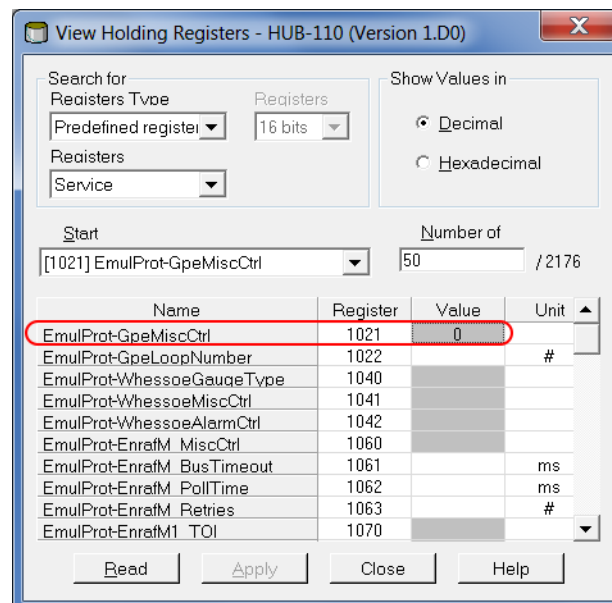 View Holding Registers - HUB-110 (Version 1.D0)
X
Search for
Registers Type Registers
Predefined register 16 bits
Registers
Service
Show Values in
Decimal
Hexadecimal
Start Number of
[1021] EmulProt-GpeMiscCtrl 50 / 2176
Name Register Value Unit
EmulProt-GpeMiscCtrl 1021 0
EmulProt-GpeLoopNumber 1022 #
EmulProt-WhessoeGaugeType 1040
EmulProt-WhessoeMiscCtrl 1041
EmulProt-WhessoeAlarmCtrl 1042
EmulProt-EnrafM_MiscCtrl 1060
EmulProt-EnrafM_BusTimeout 1061 ms
EmulProt-EnrafM_PollTime 1062 ms
EmulProt-EnrafM_Retries 1063 #
EmulProt-EnrafM1_TOI 1070
Read Apply Close Help